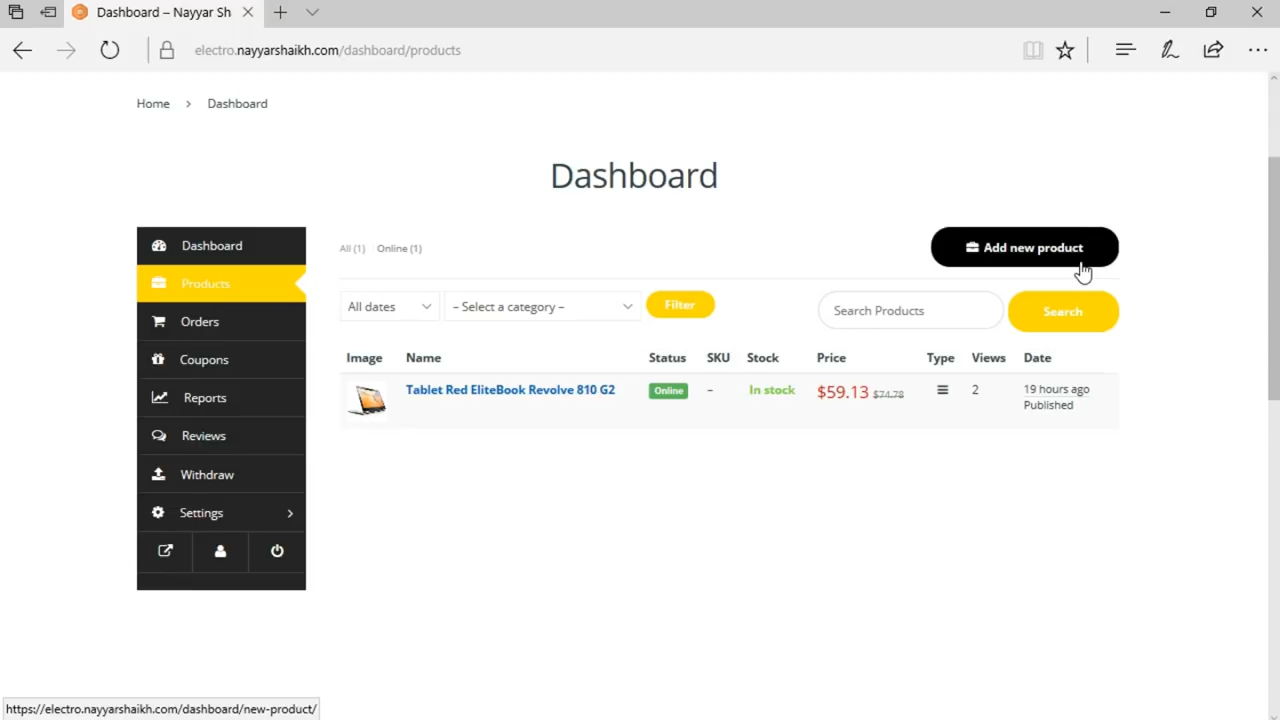 Dashboard – Nayyar Sh
electro.nayyarshaikh.com/dashboard/products
Home > Dashboard
Dashboard
Dashboard
Products
Orders
Coupons
Reports
Reviews
Withdraw
Settings
All (1) Online (1)
Add new product
All dates – Select a category – Filter
Search Products Search
Image Name Status SKU Stock Price Type Views Date
Tablet Red EliteBook Revolve 810 G2 Online – In stock $59.13 $74.78 2 19 hours ago
Published
https://electro.nayyarshaikh.com/dashboard/new-product/